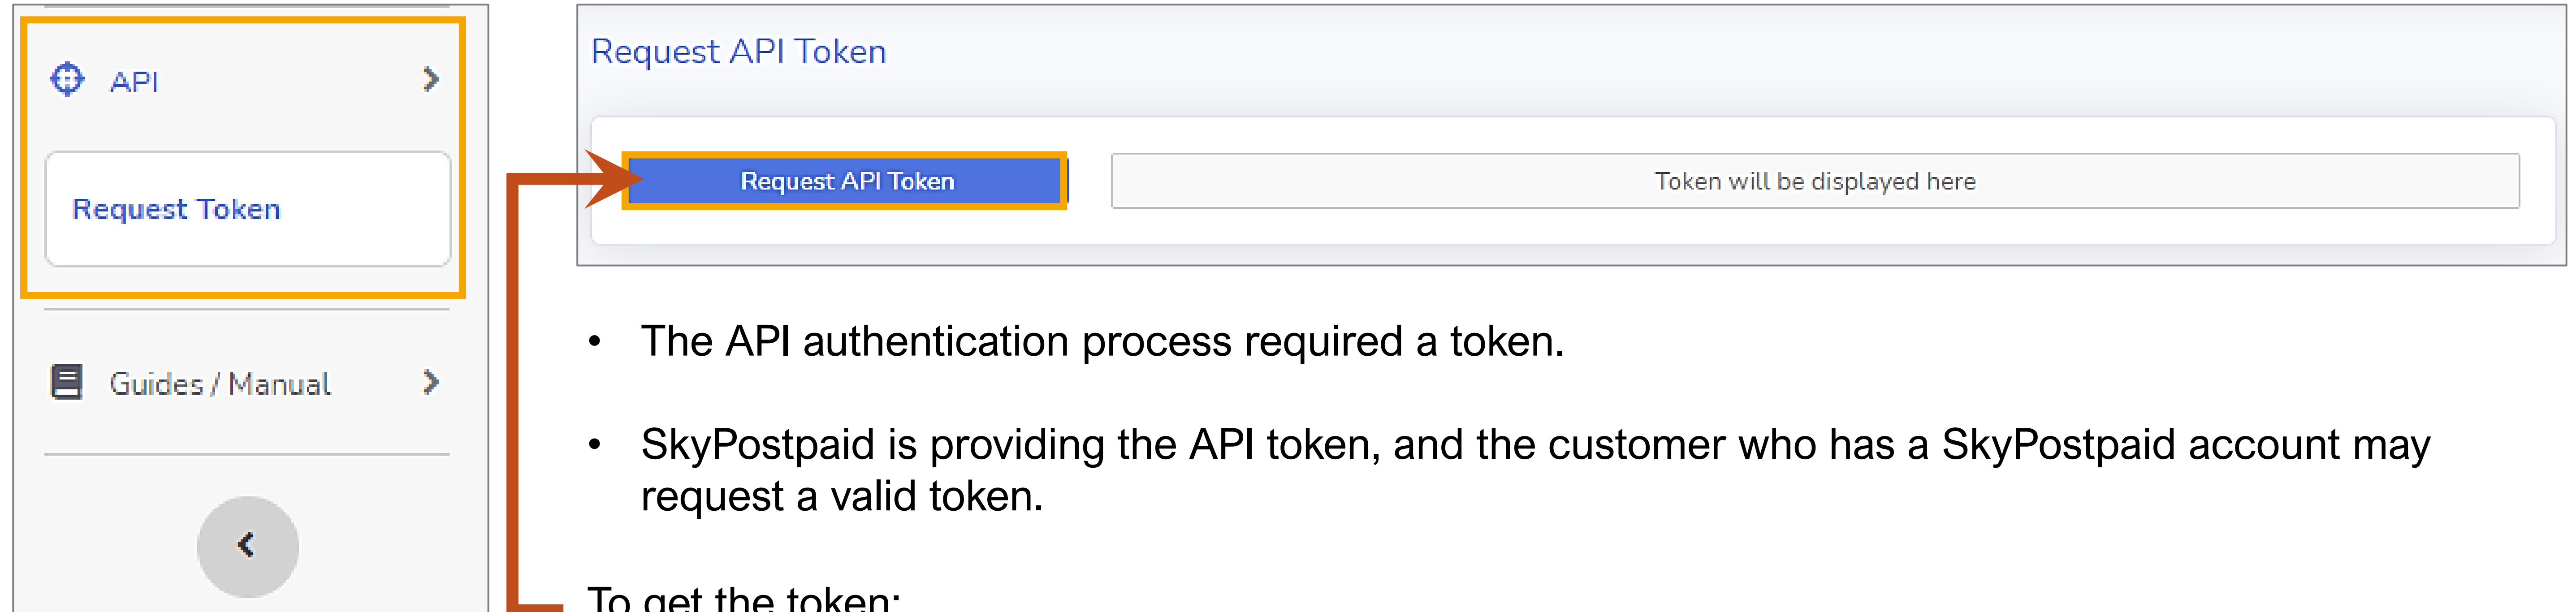 API
Request Token
Guides / Manual
Request API Token
Request API Token
Token will be displayed here
• The API authentication process required a token.
• SkyPostpaid is providing the API token, and the customer who has a SkyPostpaid account may
request a valid token.
To get the token: